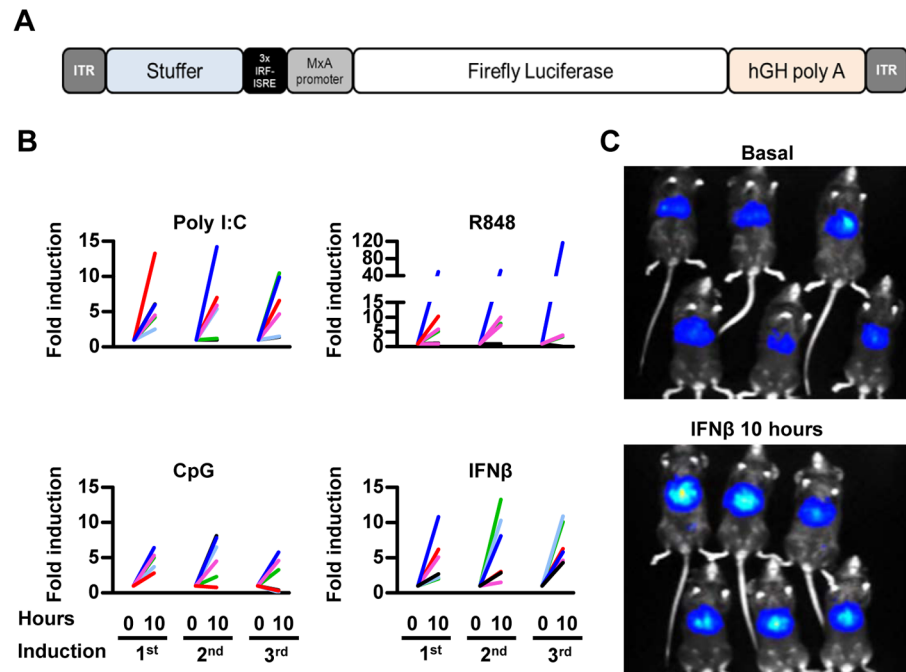 A
ITR Stuffer 3x IRF-ISRE MxA promoter Firefly Luciferase hGH poly A ITR
B
Poly I:C
Fold induction
15
10
5
0
R848
Fold induction
120
80
40
15
10
5
0
CpG
Fold induction
15
10
5
0
IFNβ
Fold induction
15
10
5
0
Hours 0 10 0 10 0 10 0 10 0 10 0 10
Induction 1st 2nd 3rd 1st 2nd 3rd
C
Basal
IFNβ 10 hours